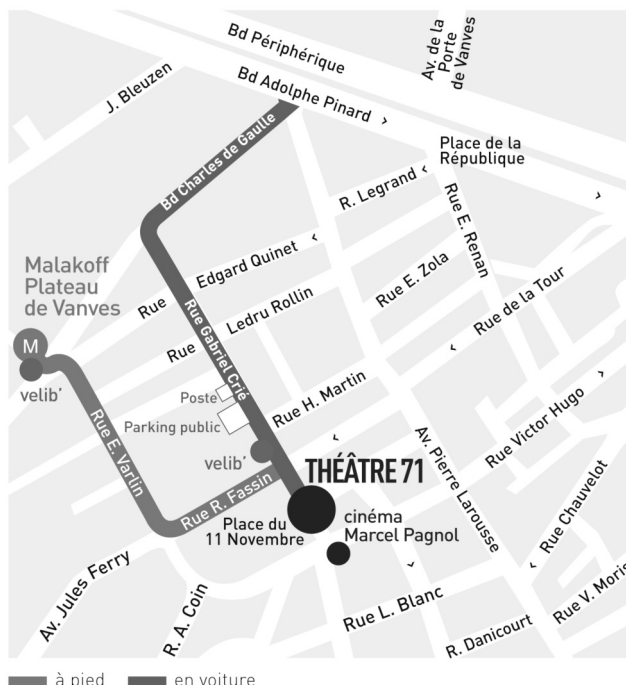 Bd Périphérique
Av. de la
Porte
de Vanves
J. Bleuzen
Bd Adolphe Pinard
Place de la
République
Bd Charles de Gaulle
R. Legrand
Rue E. Renan
Malakoff
Plateau
de Vanves
Rue Edgard Quinet
Rue E. Zola
Rue Ledru Rollin
Rue de la Tour
M
velib'
Rue Gabriel Crié
Poste
Parking public
Rue H. Martin
Rue E. Varlin
velib'
Av. Pierre Larousse
Rue Victor Hugo
THÉÂTRE 71
Rue R. Fassin
Place du
11 Novembre
cinéma
Marcel Pagnol
Rue Chauvelot
Av. Jules Ferry
R. A. Coin
Rue L. Blanc
Rue V. Moris
R. Danicourt
à pied
en voiture